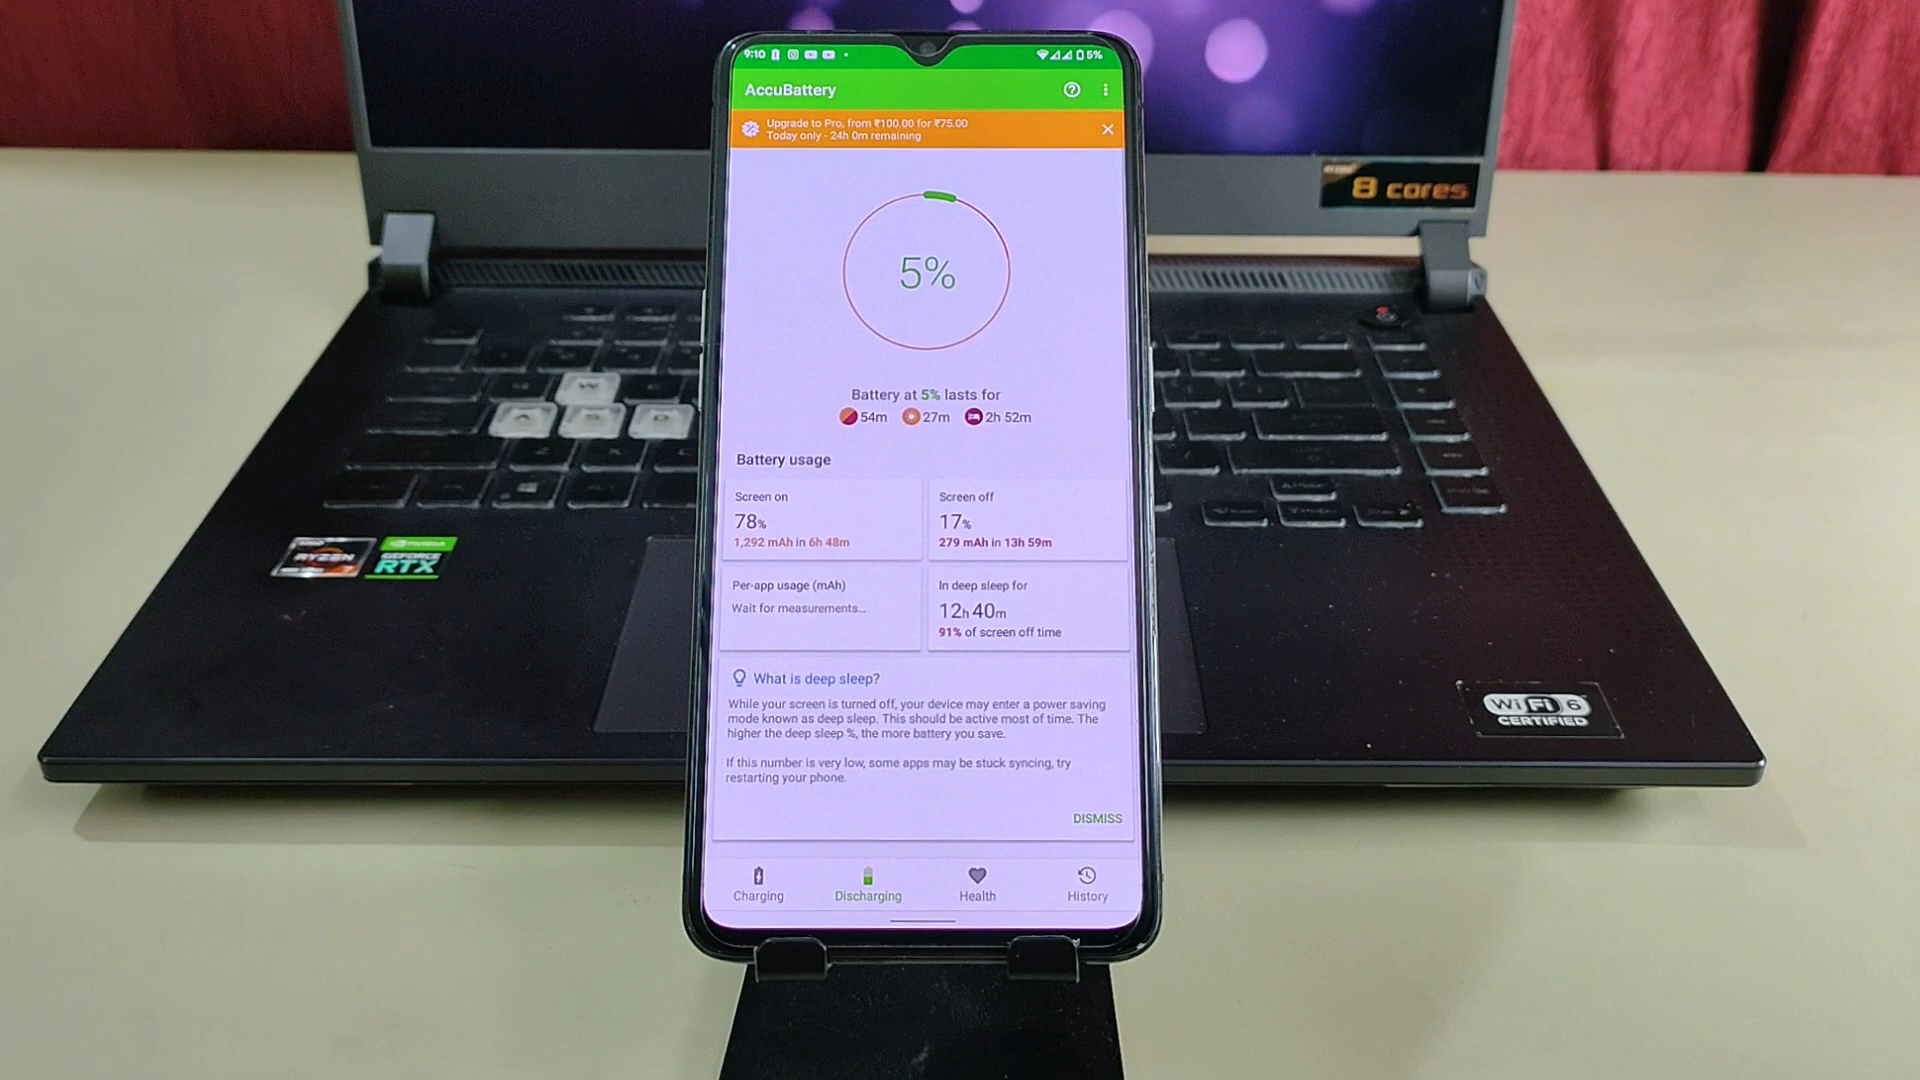 9:10
5%
AccuBattery
Upgrade to Pro, from ₹100.00 for ₹75.00
Today only - 24h 0m remaining
8 cores
5%
Battery at 5% lasts for
54m 27m 2h 52m
Battery usage
Screen on
78%
1,292 mAh in 6h 48m
Screen off
17%
279 mAh in 13h 59m
Per-app usage (mAh)
Wait for measurements...
In deep sleep for
12h 40m
91% of screen off time
What is deep sleep?
While your screen is turned off, your device may enter a power saving
mode known as deep sleep. This should be active most of time. The
higher the deep sleep %, the more battery you save.
If this number is very low, some apps may be stuck syncing, try
restarting your phone.
DISMISS
Charging
Discharging
Health
History
W
A
S
D
Z
X
RYZEN
7
NVIDIA
GEFORCE
RTX
Wi Fi 6
CERTIFIED